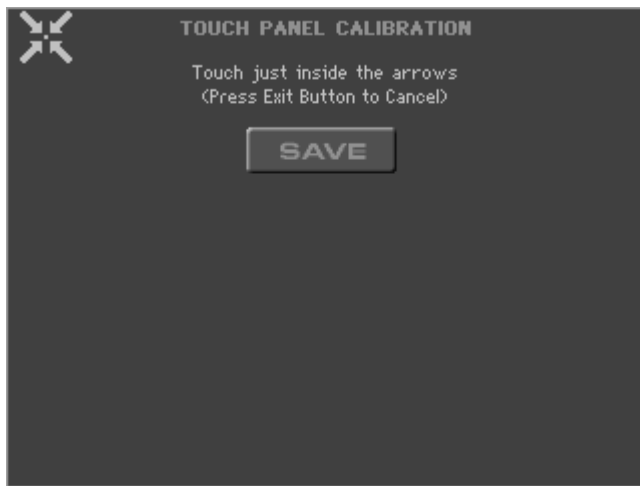 TOUCH PANEL CALIBRATION
Touch just inside the arrows
(Press Exit Button to Cancel)
SAVE